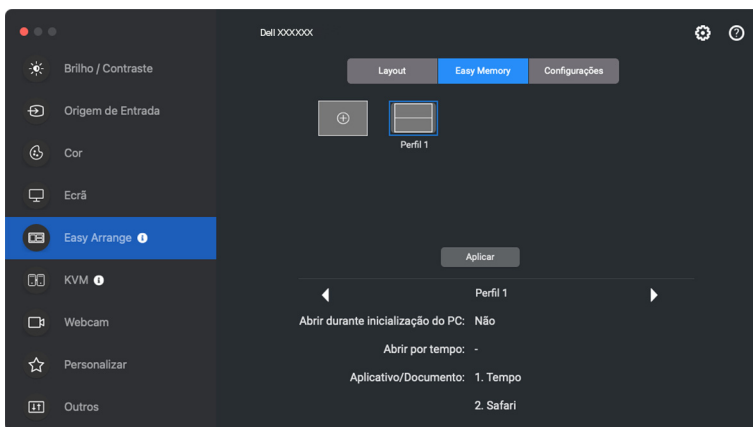 Dell XXXXXX
Brilho / Contraste
Origem de Entrada
Cor
Ecrã
Easy Arrange
KVM
Webcam
Personalizar
Outros
Layout
Easy Memory
Configurações
Perfil 1
Aplicar
Perfil 1
Abrir durante inicialização do PC: Não
Abrir por tempo: -
Aplicativo/Documento: 1. Tempo
2. Safari